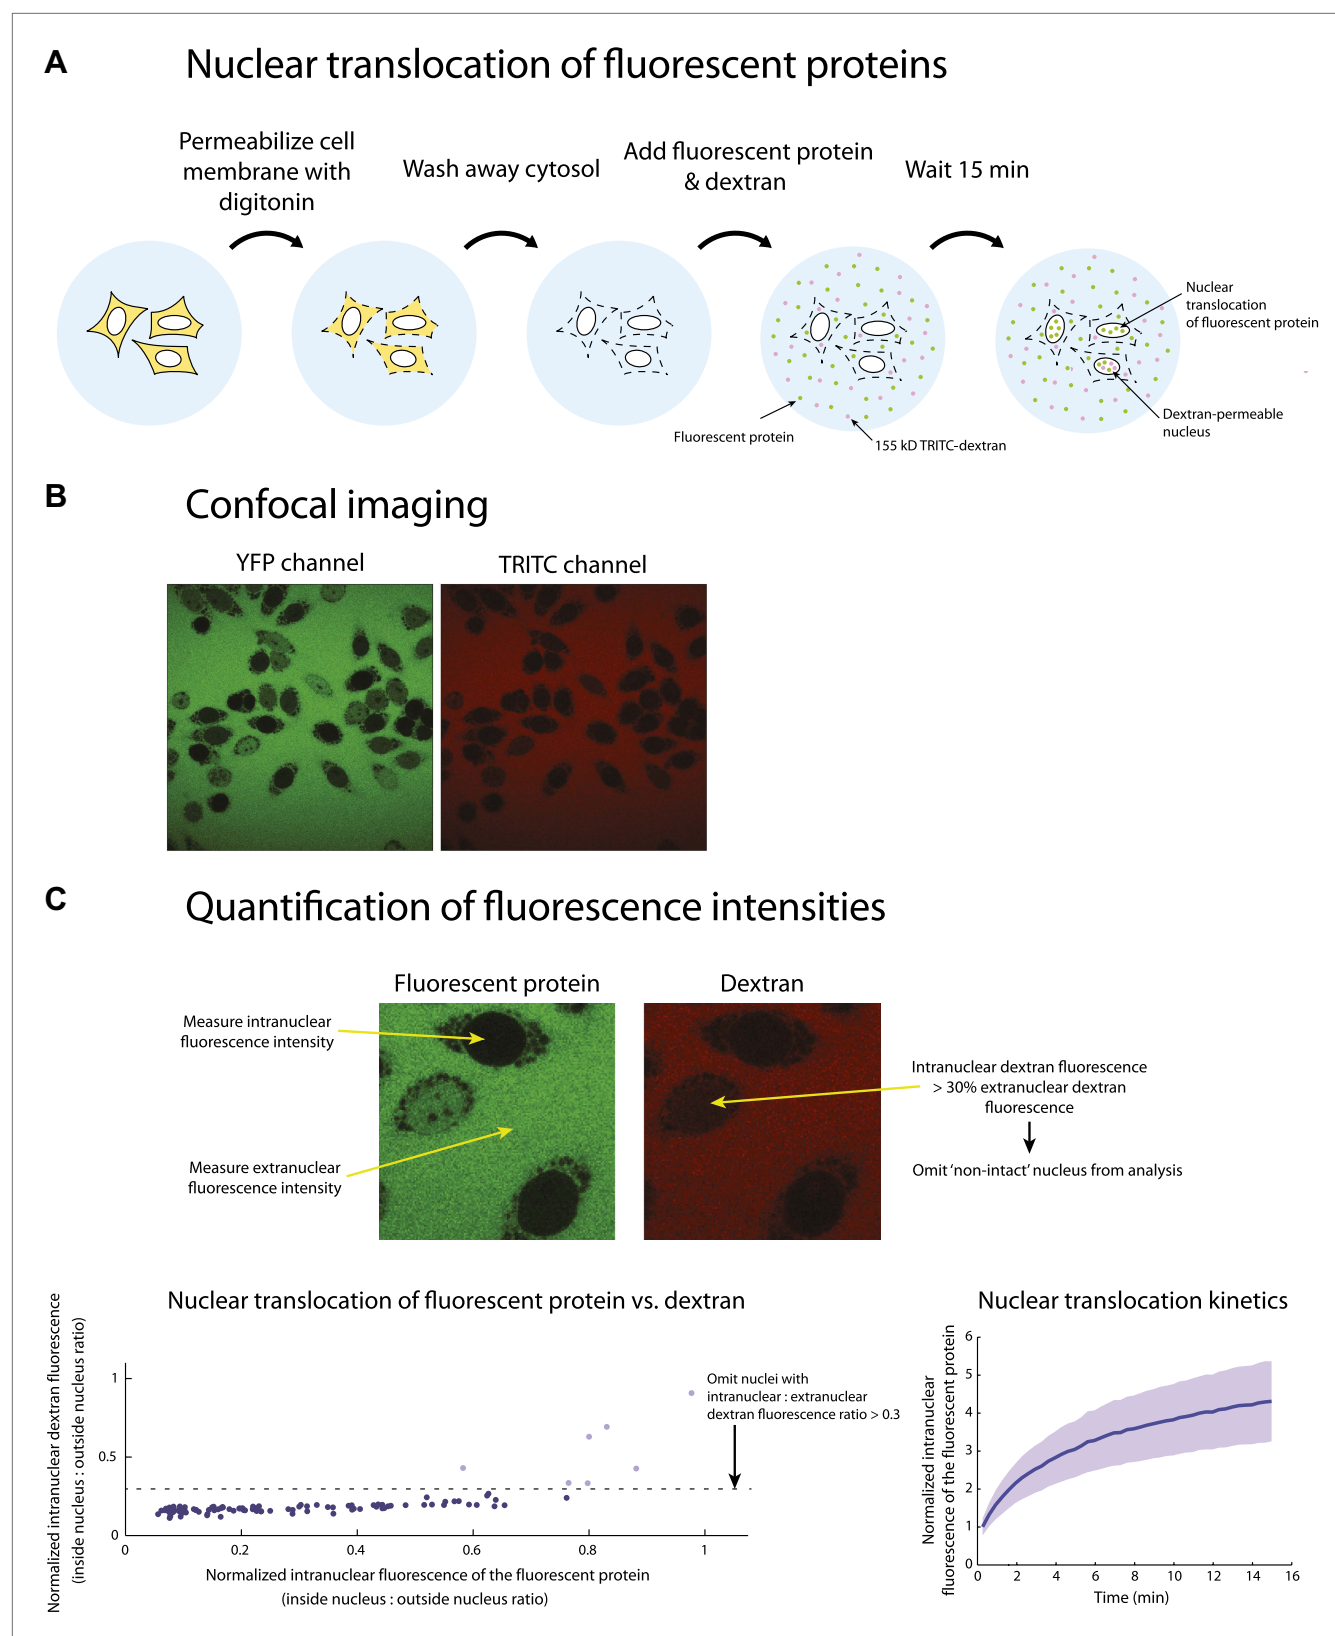 A
Nuclear translocation of fluorescent proteins
Permeabilize cell
membrane with
digitonin
Wash away cytosol
Add fluorescent protein
& dextran
Wait 15 min
Nuclear
translocation
of fluorescent protein
Dextran-permeable
nucleus
Fluorescent protein
155 kD TRITC-dextran
B
Confocal imaging
YFP channel
TRITC channel
C
Quantification of fluorescence intensities
Fluorescent protein
Dextran
Measure intranuclear
fluorescence intensity
Measure extranuclear
fluorescence intensity
Intranuclear dextran fluorescence
> 30% extranuclear dextran
fluorescence
Omit 'non-intact' nucleus from analysis
Nuclear translocation of fluorescent protein vs. dextran
Normalized intranuclear dextran fluorescence
(inside nucleus : outside nucleus ratio)
1
0.5
0
Omit nuclei with
intranuclear : extranuclear
dextran fluorescence ratio > 0.3
0 0.2 0.4 0.6 0.8 1
Normalized intranuclear fluorescence of the fluorescent protein
(inside nucleus : outside nucleus ratio)
Nuclear translocation kinetics
Normalized intranuclear
fluorescence of the fluorescent protein
6
5
4
3
2
1
0
0 2 4 6 8 10 12 14 16
Time (min)